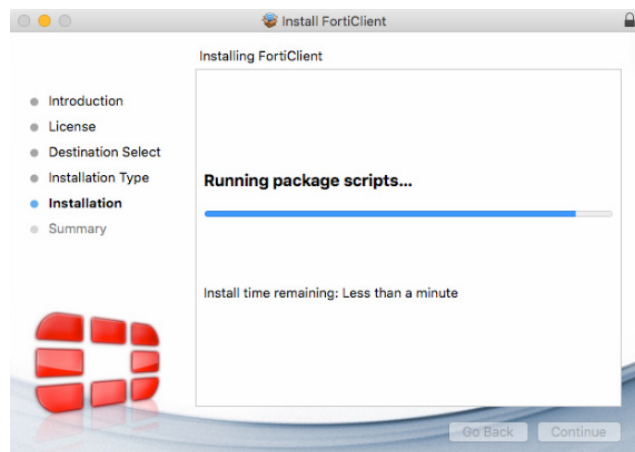 Install FortiClient
Installing FortiClient
Introduction
License
Destination Select
Installation Type
Installation
Summary
Running package scripts...
Install time remaining: Less than a minute
Go Back
Continue